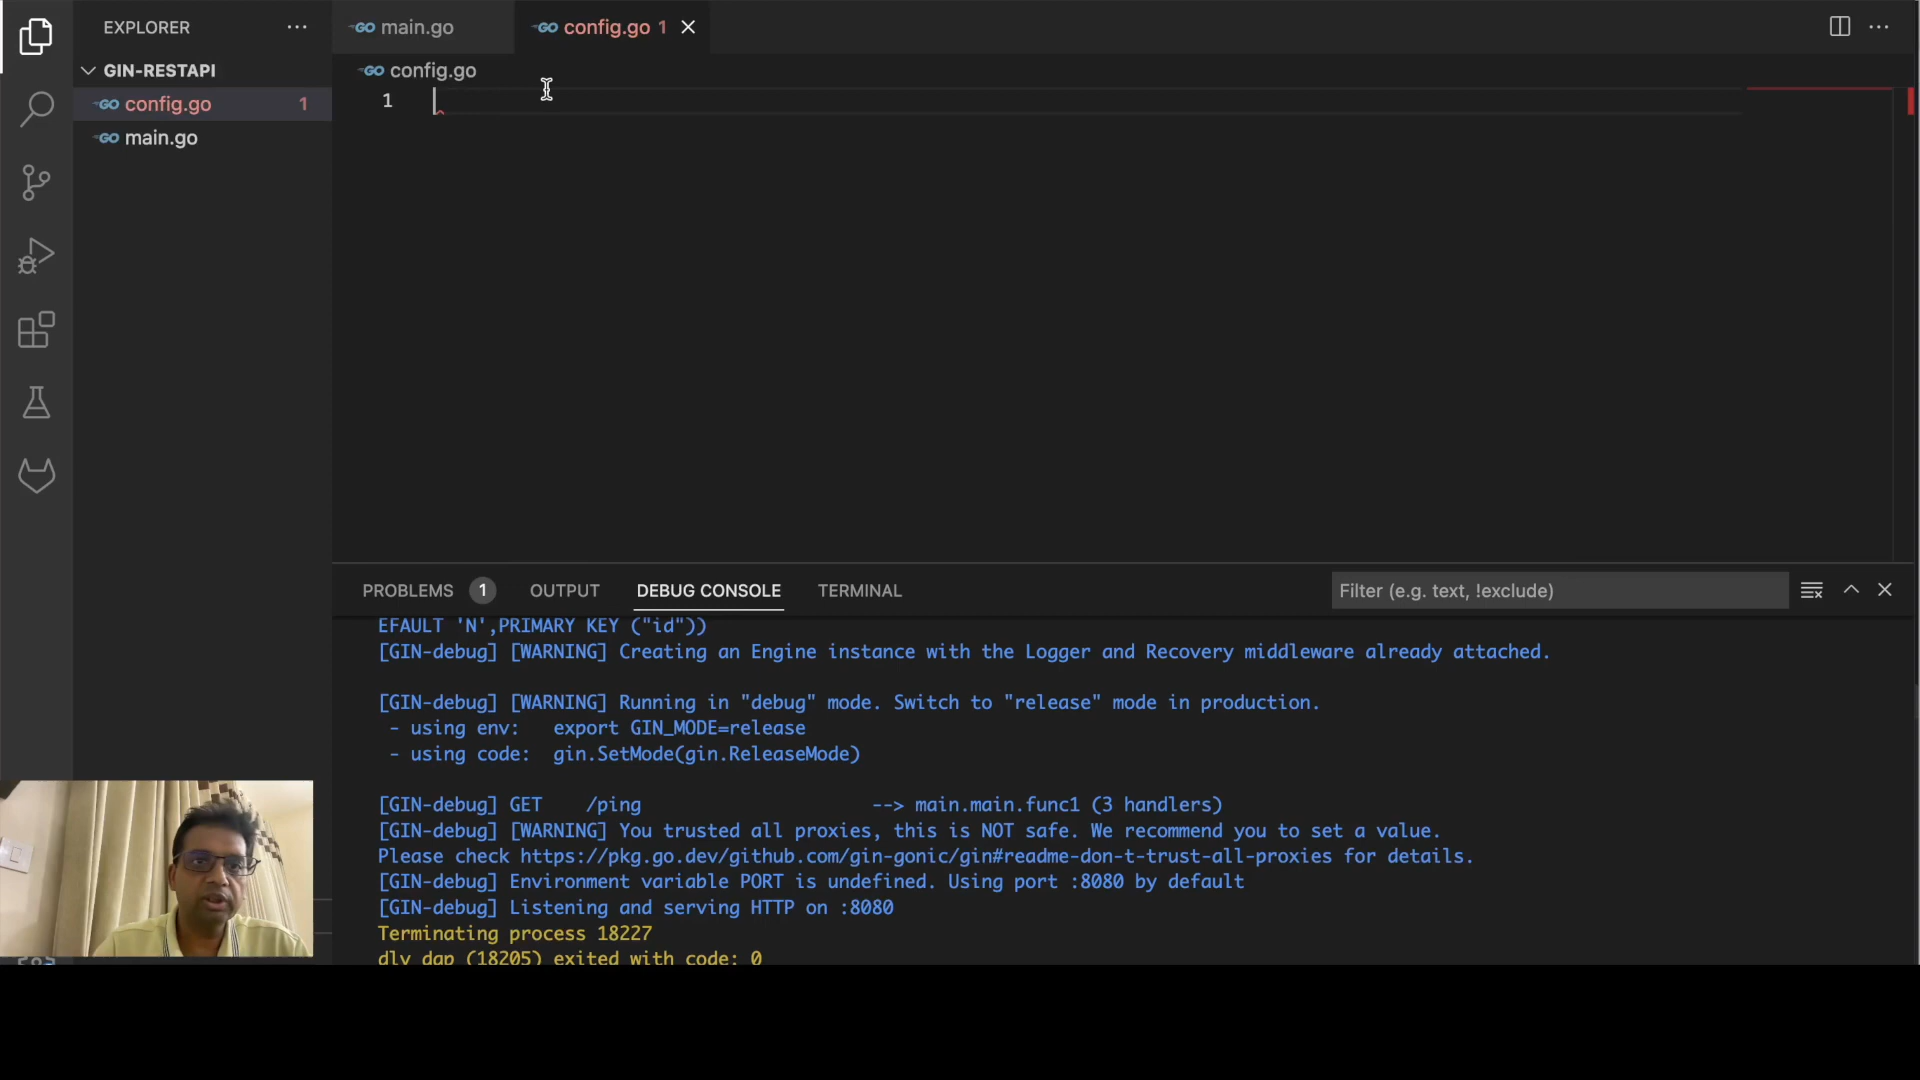 EXPLORER
GIN-RESTAPI
GO config.go 1
GO main.go
GO main.go
GO config.go 1
GO config.go
1
PROBLEMS 1 OUTPUT DEBUG CONSOLE TERMINAL
Filter (e.g. text, !exclude)
EFAULT 'N',PRIMARY KEY ("id"))
[GIN-debug] [WARNING] Creating an Engine instance with the Logger and Recovery middleware already attached.
[GIN-debug] [WARNING] Running in "debug" mode. Switch to "release" mode in production.
- using env: export GIN_MODE=release
- using code: gin.SetMode(gin.ReleaseMode)
[GIN-debug] GET /ping --> main.main.func1 (3 handlers)
[GIN-debug] [WARNING] You trusted all proxies, this is NOT safe. We recommend you to set a value.
Please check https://pkg.go.dev/github.com/gin-gonic/gin#readme-don-t-trust-all-proxies for details.
[GIN-debug] Environment variable PORT is undefined. Using port :8080 by default
[GIN-debug] Listening and serving HTTP on :8080
Terminating process 18227
dlv dap (18205) exited with code: 0